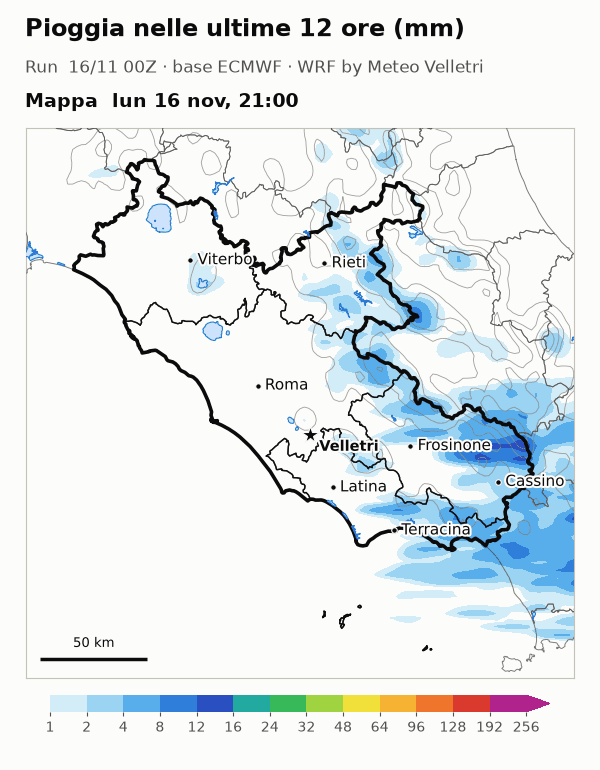 Pioggia nelle ultime 12 ore (mm)
Run  16/11 00Z · base ECMWF · WRF by Meteo Velletri
Mappa  lun 16 nov, 21:00
Viterbo
Rieti
Roma
Velletri
Frosinone
Latina
Cassino
Terracina
50 km
1 2 4 8 12 16 24 32 48 64 96 128 192 256